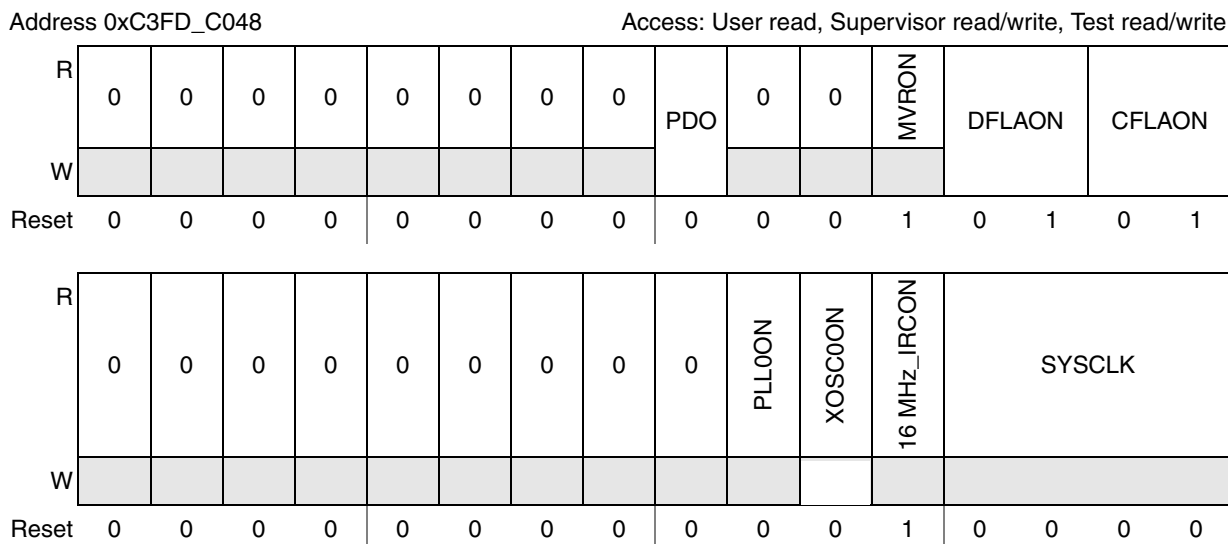 Address 0xC3FD_C048 Access: User read, Supervisor read/write, Test read/write
R 0 0 0 0 0 0 0 0 PDO 0 0 MVRON DFLAON CFLAON
W
Reset 0 0 0 0 0 0 0 0 0 0 0 1 0 1 0 1
R 0 0 0 0 0 0 0 0 0 PLL0ON XOSC0ON 16 MHz_IRCON SYSCLK
W
Reset 0 0 0 0 0 0 0 0 0 0 0 1 0 0 0 0